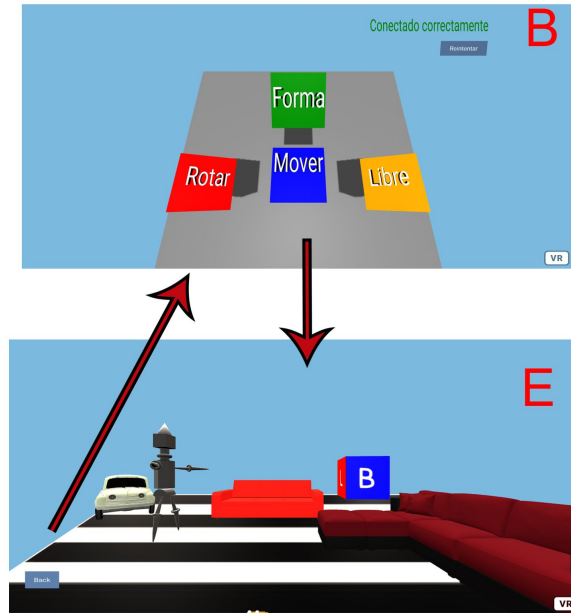 Conectado correctamente
B
Reintentar
Forma
Rotar
Mover
Libre
VR
E
B
Back
VR